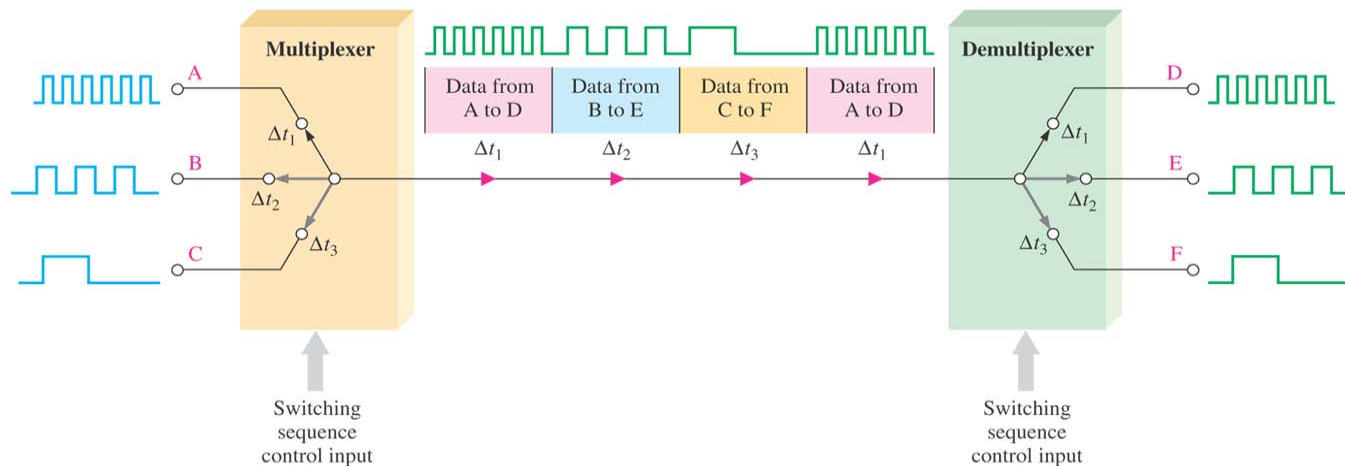 Multiplexer
Demultiplexer
A
B
C
Δt1
Δt2
Δt3
Data from
A to D
Data from
B to E
Data from
C to F
Data from
A to D
Δt1
Δt2
Δt3
Δt1
D
E
F
Δt1
Δt2
Δt3
Switching
sequence
control input
Switching
sequence
control input